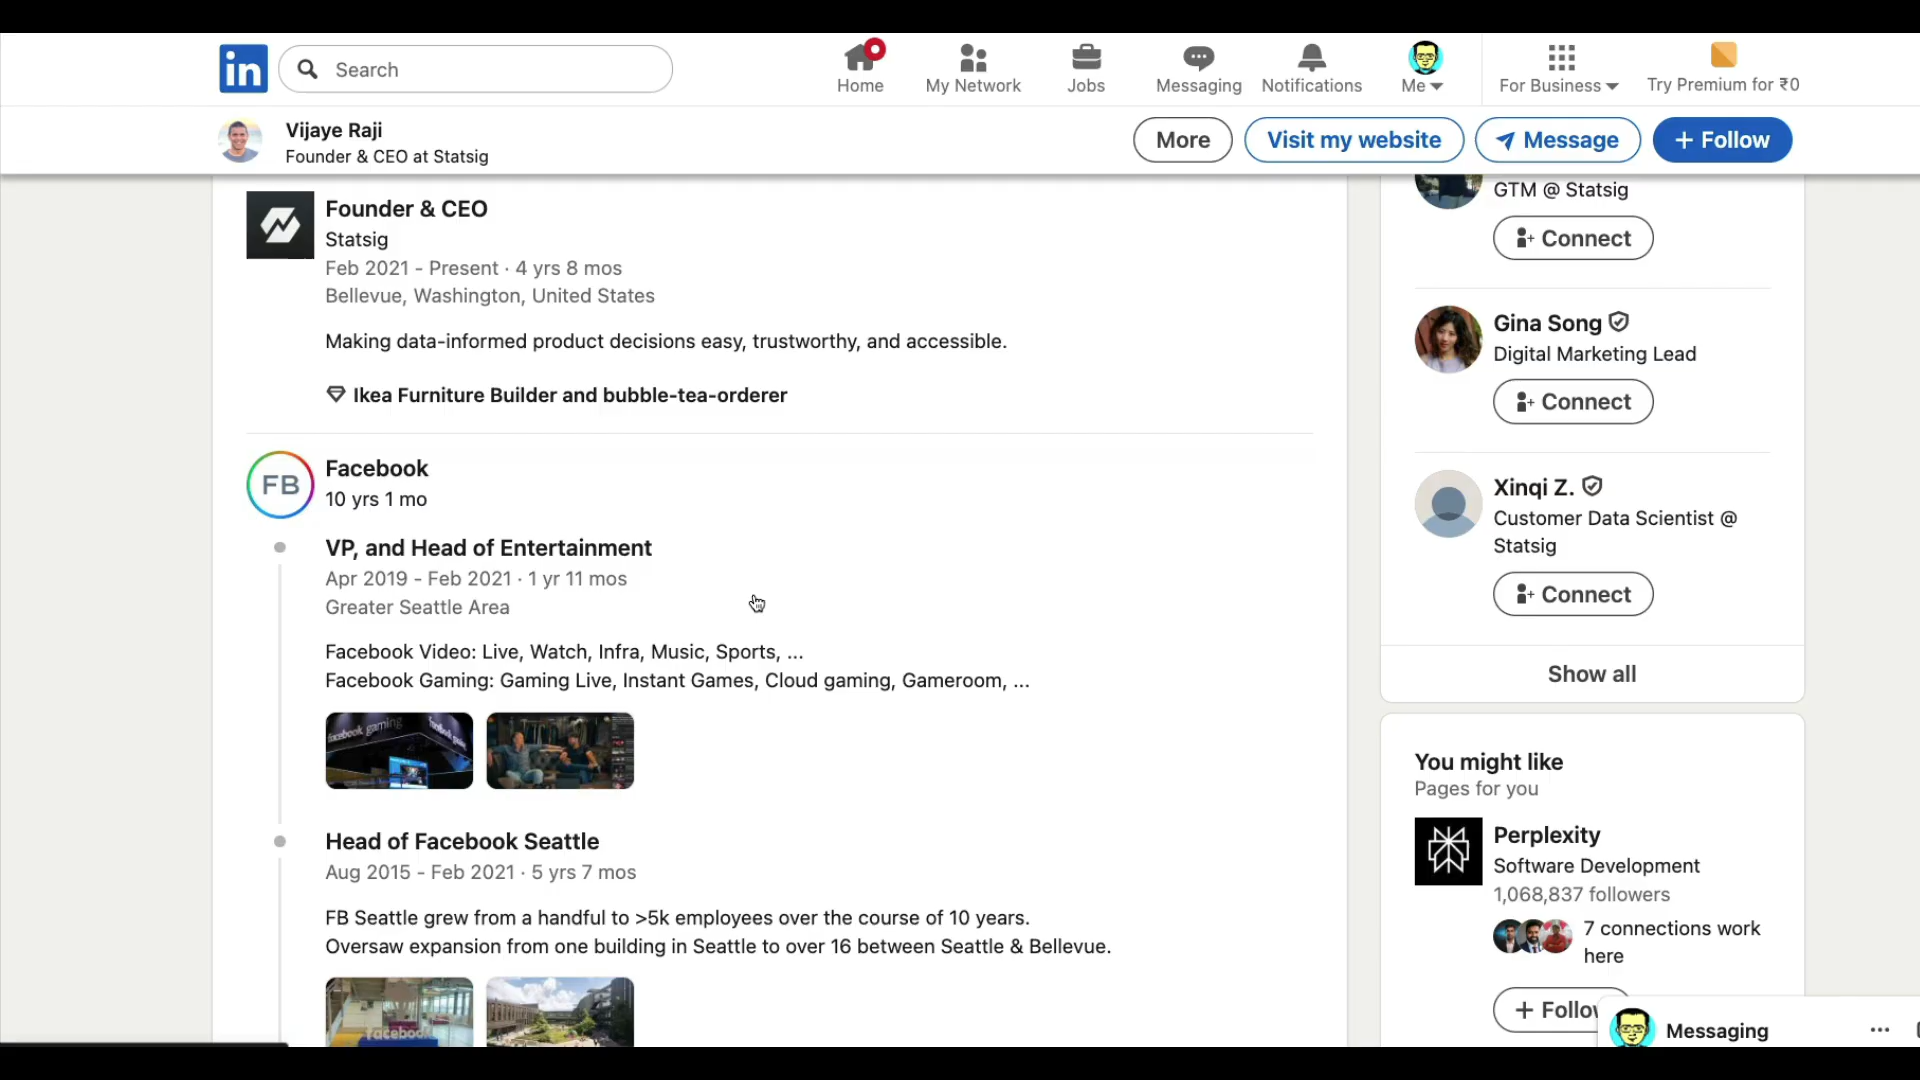 in
Search
Home
My Network
Jobs
Messaging
Notifications
Me
For Business
Try Premium for ₹0
Vijaye Raji
Founder & CEO at Statsig
More
Visit my website
Message
+ Follow
Founder & CEO
Statsig
Feb 2021 - Present · 4 yrs 8 mos
Bellevue, Washington, United States
Making data-informed product decisions easy, trustworthy, and accessible.
Ikea Furniture Builder and bubble-tea-orderer
FB
Facebook
10 yrs 1 mo
VP, and Head of Entertainment
Apr 2019 - Feb 2021 · 1 yr 11 mos
Greater Seattle Area
Facebook Video: Live, Watch, Infra, Music, Sports, ...
Facebook Gaming: Gaming Live, Instant Games, Cloud gaming, Gameroom, ...
facebook gaming
Head of Facebook Seattle
Aug 2015 - Feb 2021 · 5 yrs 7 mos
FB Seattle grew from a handful to >5k employees over the course of 10 years.
Oversaw expansion from one building in Seattle to over 16 between Seattle & Bellevue.
facebook
GTM @ Statsig
Connect
Gina Song
Digital Marketing Lead
Connect
Xinqi Z.
Customer Data Scientist @
Statsig
Connect
Show all
You might like
Pages for you
Perplexity
Software Development
1,068,837 followers
7 connections work
here
+ Follow
Messaging